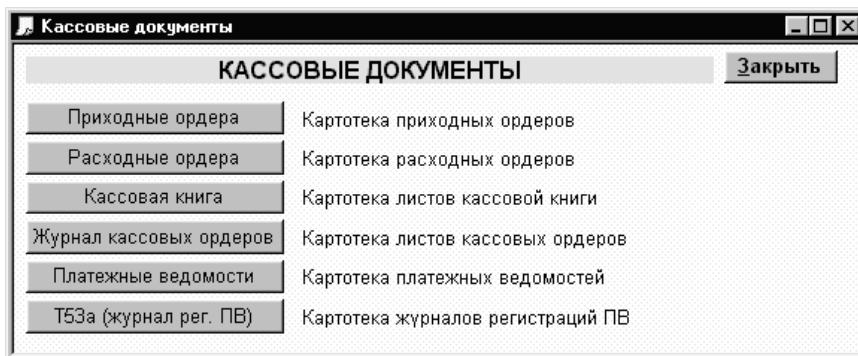 Кассовые документы
КАССОВЫЕ ДОКУМЕНТЫ Закрыть
Приходные ордера Картотека приходных ордеров
Расходные ордера Картотека расходных ордеров
Кассовая книга Картотека листов кассовой книги
Журнал кассовых ордеров Картотека листов кассовых ордеров
Платежные ведомости Картотека платежных ведомостей
Т53а (журнал рег. ПВ) Картотека журналов регистраций ПВ